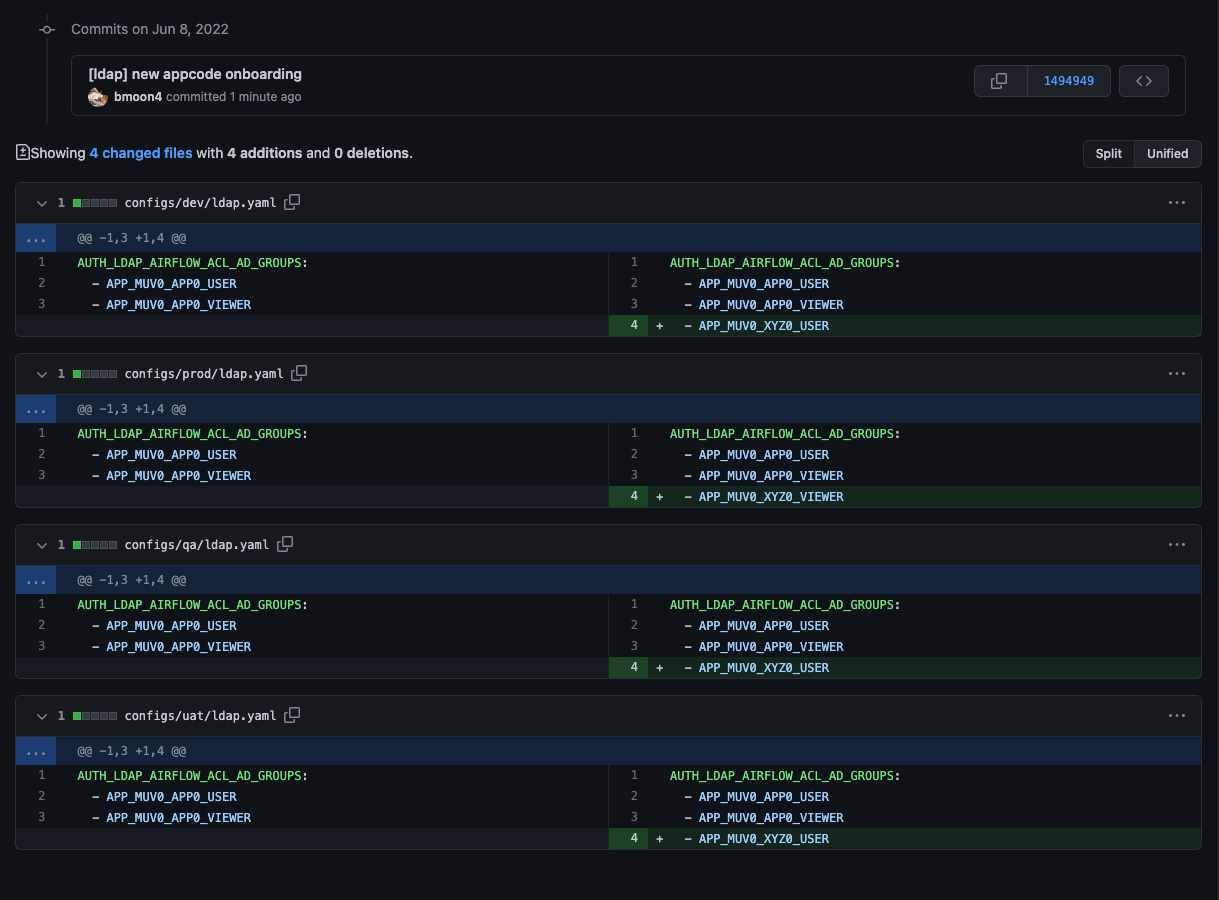 Commits on Jun 8, 2022
[ldap] new appcode onboarding
bmoon4 committed 1 minute ago
1494949
Showing 4 changed files with 4 additions and 0 deletions.
Split Unified
1 configs/dev/ldap.yaml
... @@ -1,3 +1,4 @@
1 AUTH_LDAP_AIRFLOW_ACL_AD_GROUPS: 1 AUTH_LDAP_AIRFLOW_ACL_AD_GROUPS:
2 - APP_MUV0_APP0_USER 2 - APP_MUV0_APP0_USER
3 - APP_MUV0_APP0_VIEWER 3 - APP_MUV0_APP0_VIEWER
4 + - APP_MUV0_XYZ0_USER
1 configs/prod/ldap.yaml
... @@ -1,3 +1,4 @@
1 AUTH_LDAP_AIRFLOW_ACL_AD_GROUPS: 1 AUTH_LDAP_AIRFLOW_ACL_AD_GROUPS:
2 - APP_MUV0_APP0_USER 2 - APP_MUV0_APP0_USER
3 - APP_MUV0_APP0_VIEWER 3 - APP_MUV0_APP0_VIEWER
4 + - APP_MUV0_XYZ0_VIEWER
1 configs/qa/ldap.yaml
... @@ -1,3 +1,4 @@
1 AUTH_LDAP_AIRFLOW_ACL_AD_GROUPS: 1 AUTH_LDAP_AIRFLOW_ACL_AD_GROUPS:
2 - APP_MUV0_APP0_USER 2 - APP_MUV0_APP0_USER
3 - APP_MUV0_APP0_VIEWER 3 - APP_MUV0_APP0_VIEWER
4 + - APP_MUV0_XYZ0_USER
1 configs/uat/ldap.yaml
... @@ -1,3 +1,4 @@
1 AUTH_LDAP_AIRFLOW_ACL_AD_GROUPS: 1 AUTH_LDAP_AIRFLOW_ACL_AD_GROUPS:
2 - APP_MUV0_APP0_USER 2 - APP_MUV0_APP0_USER
3 - APP_MUV0_APP0_VIEWER 3 - APP_MUV0_APP0_VIEWER
4 + - APP_MUV0_XYZ0_USER